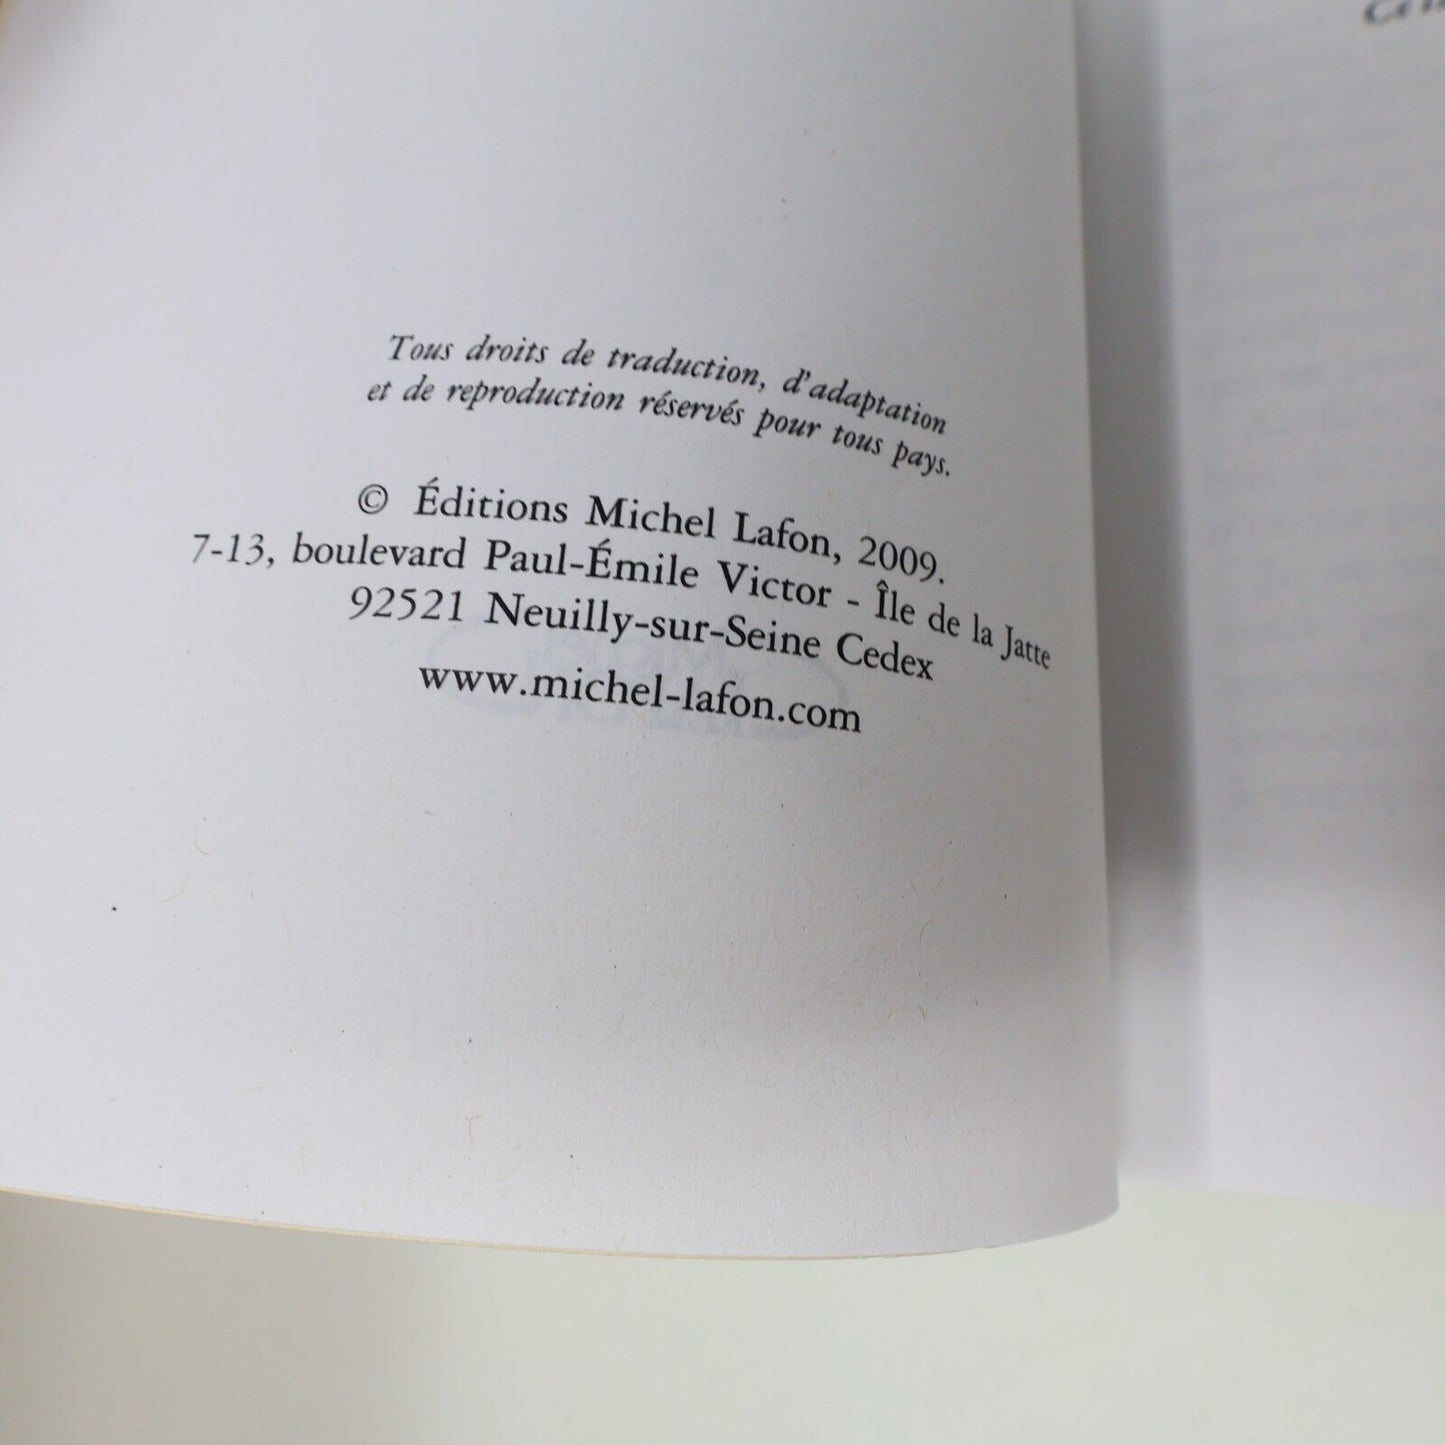 Tous droits de traduction, d'adaptation
et de reproduction réservés pour tous pays.
© Éditions Michel Lafon, 2009.
7-13, boulevard Paul-Émile Victor - Île de la Jatte
92521 Neuilly-sur-Seine Cedex
www.michel-lafon.com